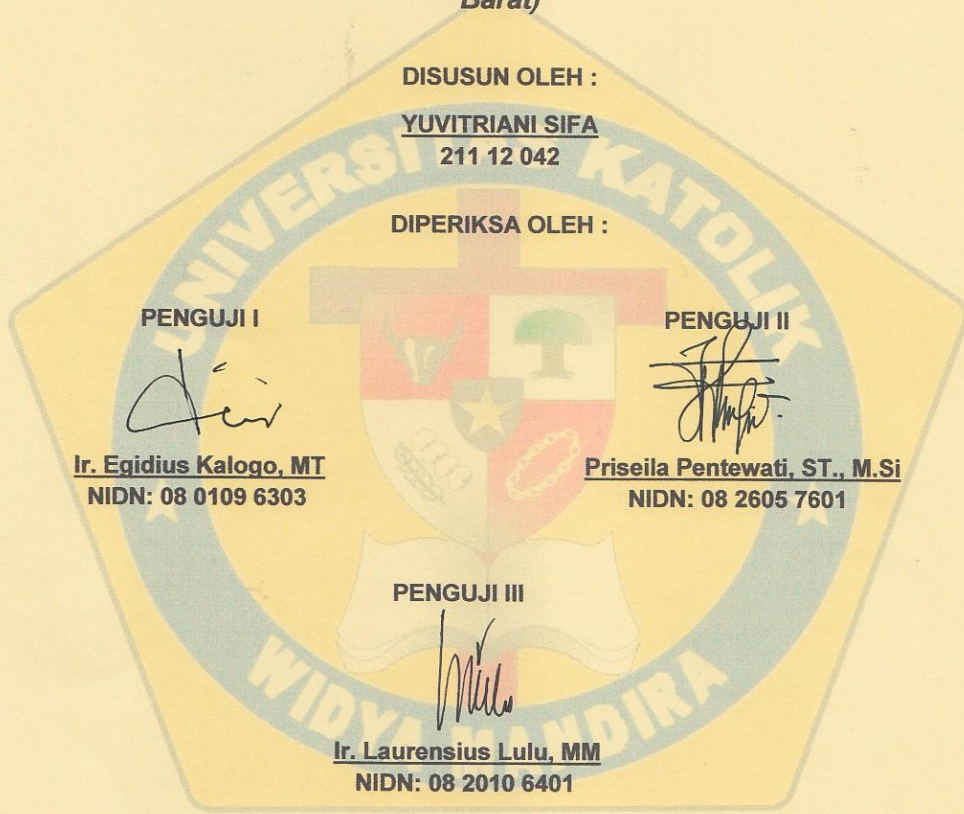 Barat)
DISUSUN OLEH :
YUVITRIANI SIFA
211 12 042
DIPERIKSA OLEH :
PENGUJI I
PENGUJI II
Ir. Egidius Kalogo, MT
NIDN: 08 0109 6303
Priseila Pentewati, ST., M.Si
NIDN: 08 2605 7601
PENGUJI III
Ir. Laurensius Lulu, MM
NIDN: 08 2010 6401
UNIVERSITAS KATOLIK
WIDYA MANDIRA